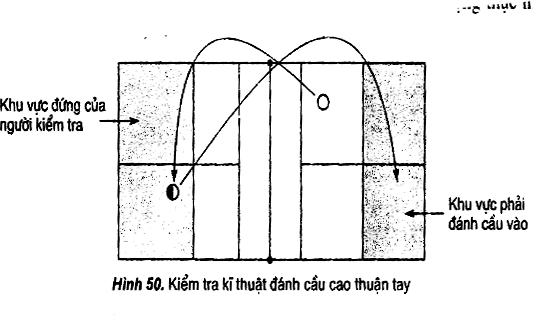 Khu vực đứng của
người kiểm tra
Khu vực phải
đánh cầu vào
Hình 50. Kiểm tra kĩ thuật đánh cầu cao thuận tay